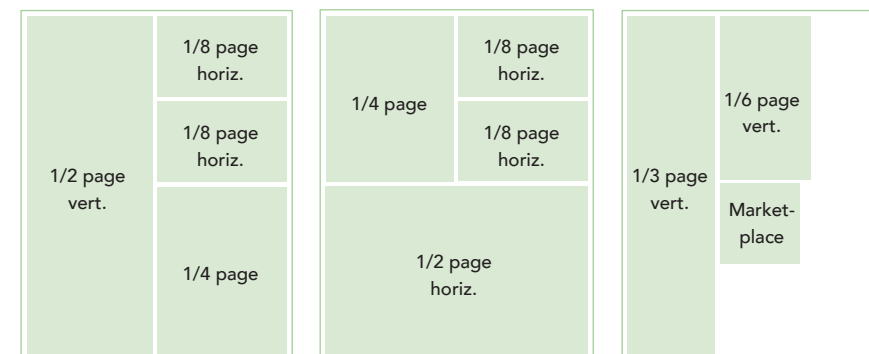 1/2 page
vert.
1/8 page
horiz.
1/8 page
horiz.
1/4 page
1/4 page
1/8 page
horiz.
1/8 page
horiz.
1/2 page
horiz.
1/3 page
vert.
1/6 page
vert.
Market-
place